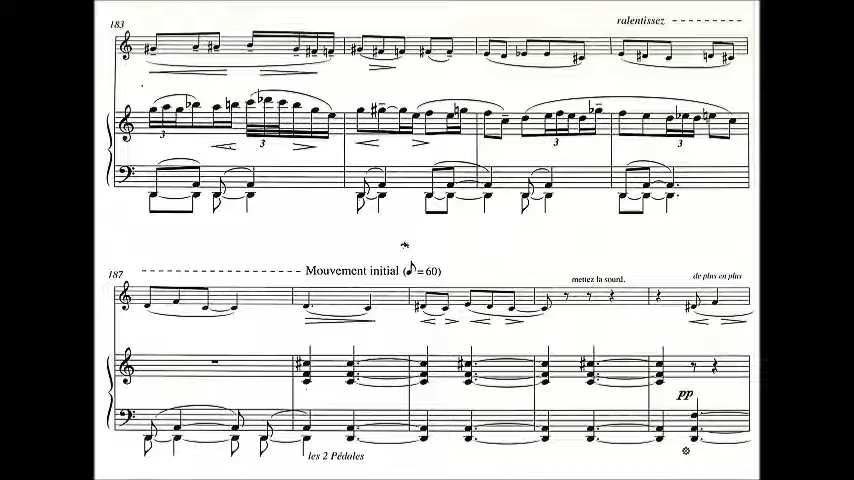 183
ralentissez
3
3
3
3
187
Mouvement initial (♪=60)
mettez la sourd.
de plus en plus
pp
les 2 Pédales